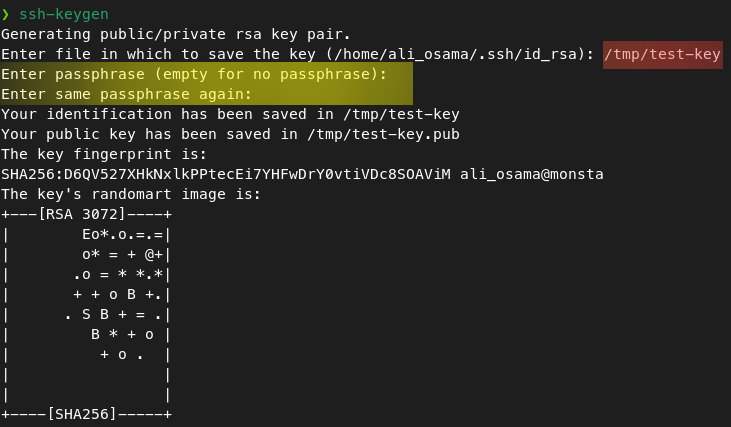 ❯ ssh-keygen
Generating public/private rsa key pair.
Enter file in which to save the key (/home/ali_osama/.ssh/id_rsa): /tmp/test-key
Enter passphrase (empty for no passphrase):
Enter same passphrase again:
Your identification has been saved in /tmp/test-key
Your public key has been saved in /tmp/test-key.pub
The key fingerprint is:
SHA256:D6QV527XHkNxlkPPtecEi7YHFwDrY0vtiVDc8SOAViM ali_osama@monsta
The key's randomart image is:
+---[RSA 3072]----+
|        Eo*.o.=.=|
|        o* = + @+|
|       .o = * *.*|
|       + + o B +.|
|      . S B + = .|
|         B * + o |
|          + o .  |
|                 |
|                 |
+----[SHA256]-----+